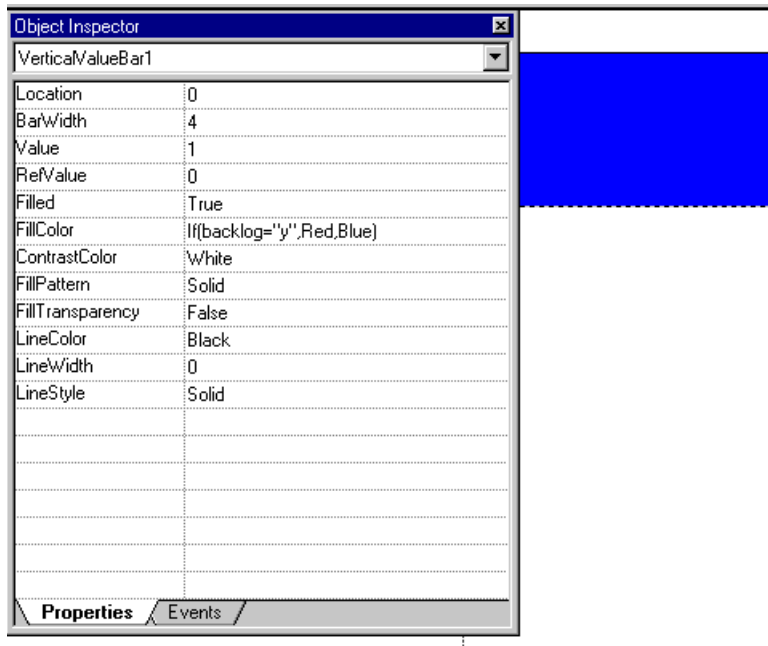 Object Inspector
VerticalValueBar1
Location 0
BarWidth 4
Value 1
RefValue 0
Filled True
FillColor If(backlog="y",Red,Blue)
ContrastColor White
FillPattern Solid
FillTransparency False
LineColor Black
LineWidth 0
LineStyle Solid
Properties Events